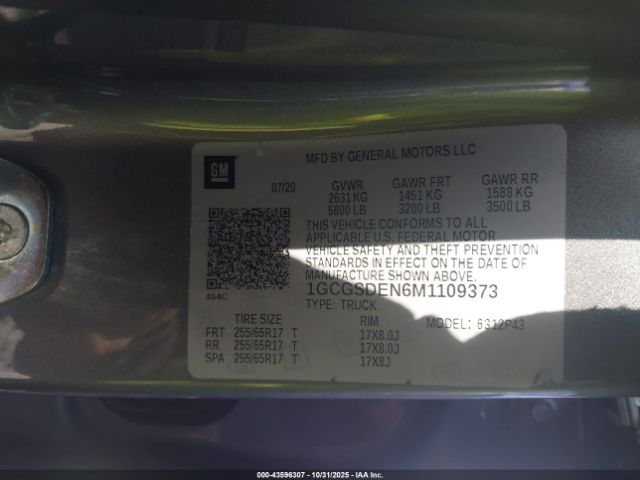 GM
MFD BY GENERAL MOTORS LLC
07/20 GVWR GAWR FRT GAWR RR
2631 KG 1451 KG 1588 KG
5800 LB 3200 LB 3500 LB
THIS VEHICLE CONFORMS TO ALL
APPLICABLE U.S. FEDERAL MOTOR
VEHICLE SAFETY AND THEFT PREVENTION
STANDARDS IN EFFECT ON THE DATE OF
MANUFACTURE SHOWN ABOVE.
464C 1GCGSDEN6M1109373
TYPE: TRUCK
TIRE SIZE RIM MODEL: 6312P43
FRT 255/65R17 T 17X8.0J
RR 255/65R17 T 17X8.0J
SPA 255/65R17 T 17X8J
000-43596307 - 10/31/2025 - IAAI, Inc.